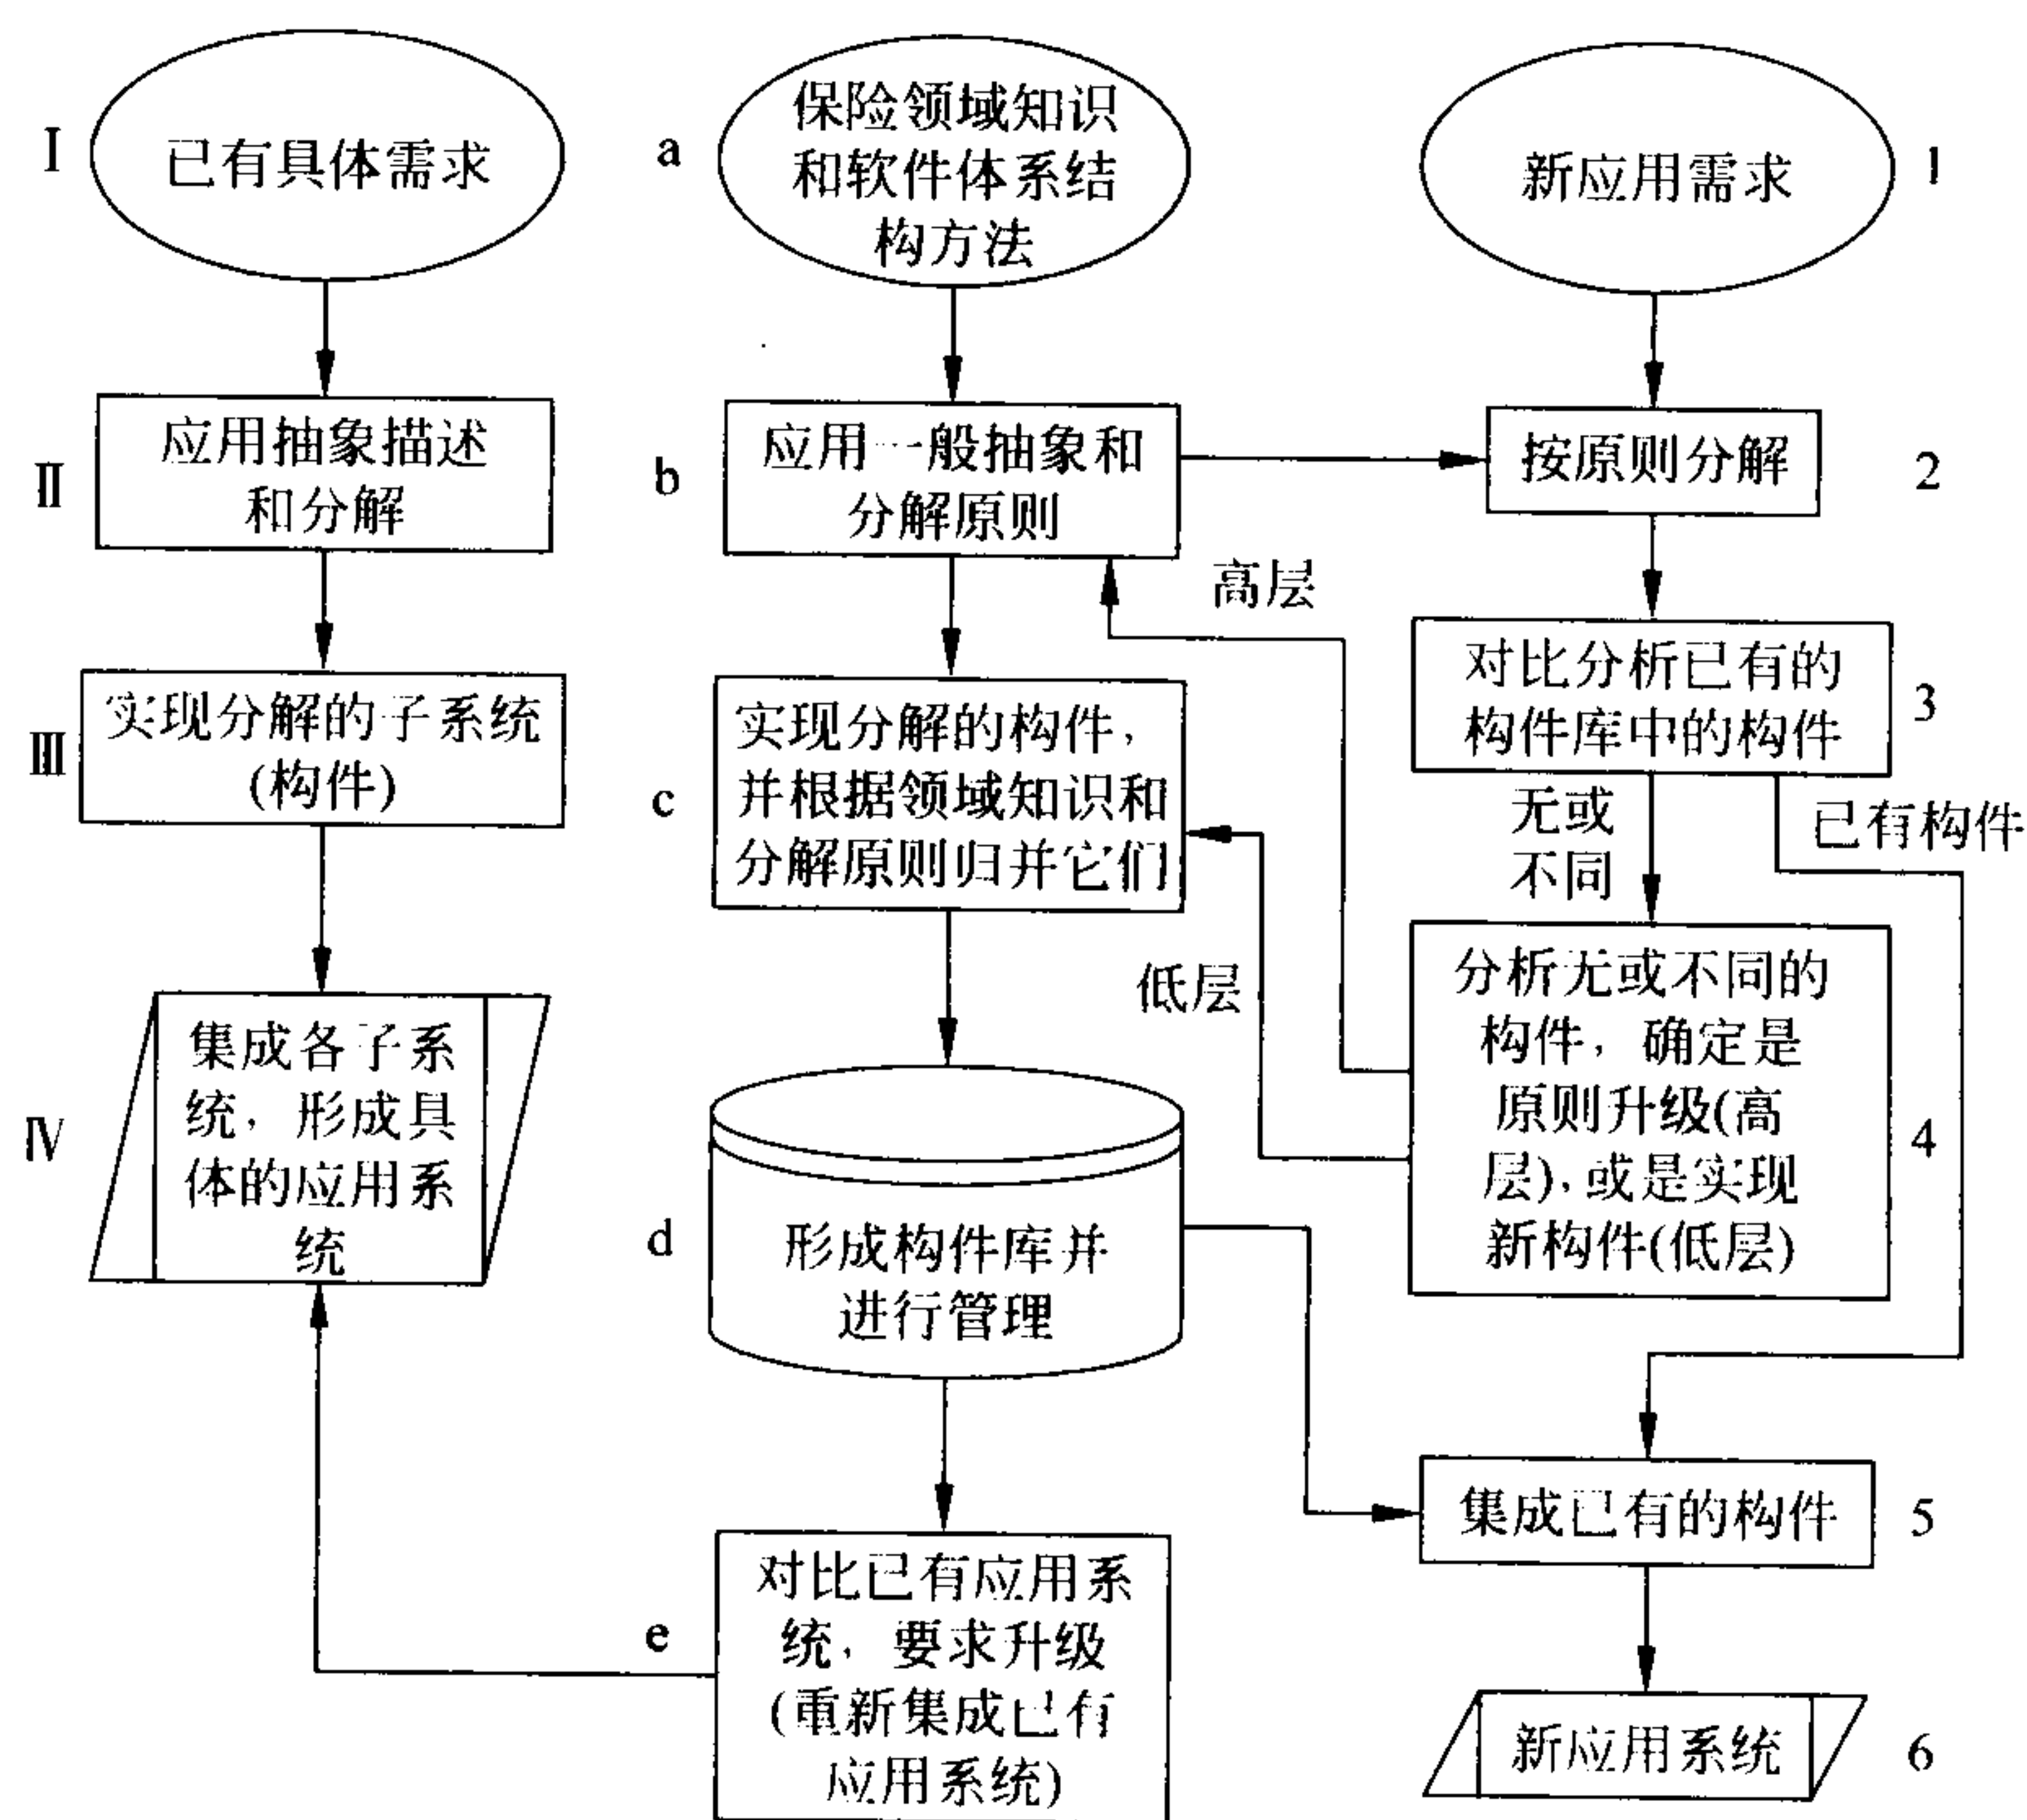 Ⅰ
已有具体需求
Ⅱ
应用抽象描述
和分解
Ⅲ
实现分解的子系统
(构件)
Ⅳ
集成各子系
统，形成具
体的应用系
统
a
保险领域知识
和软件体系结
构方法
b
应用一般抽象和
分解原则
c
实现分解的构件，
并根据领域知识和
分解原则归并它们
d
形成构件库并
进行管理
e
对比已有应用系
统，要求升级
(重新集成已有
应用系统)
高层
低层
新应用需求
1
按原则分解
2
对比分析已有的
构件库中的构件
3
无或
不同
已有构件
分析无或不同的
构件，确定是
原则升级(高
层),或是实现
新构件(低层)
4
集成已有的构件
5
新应用系统
6